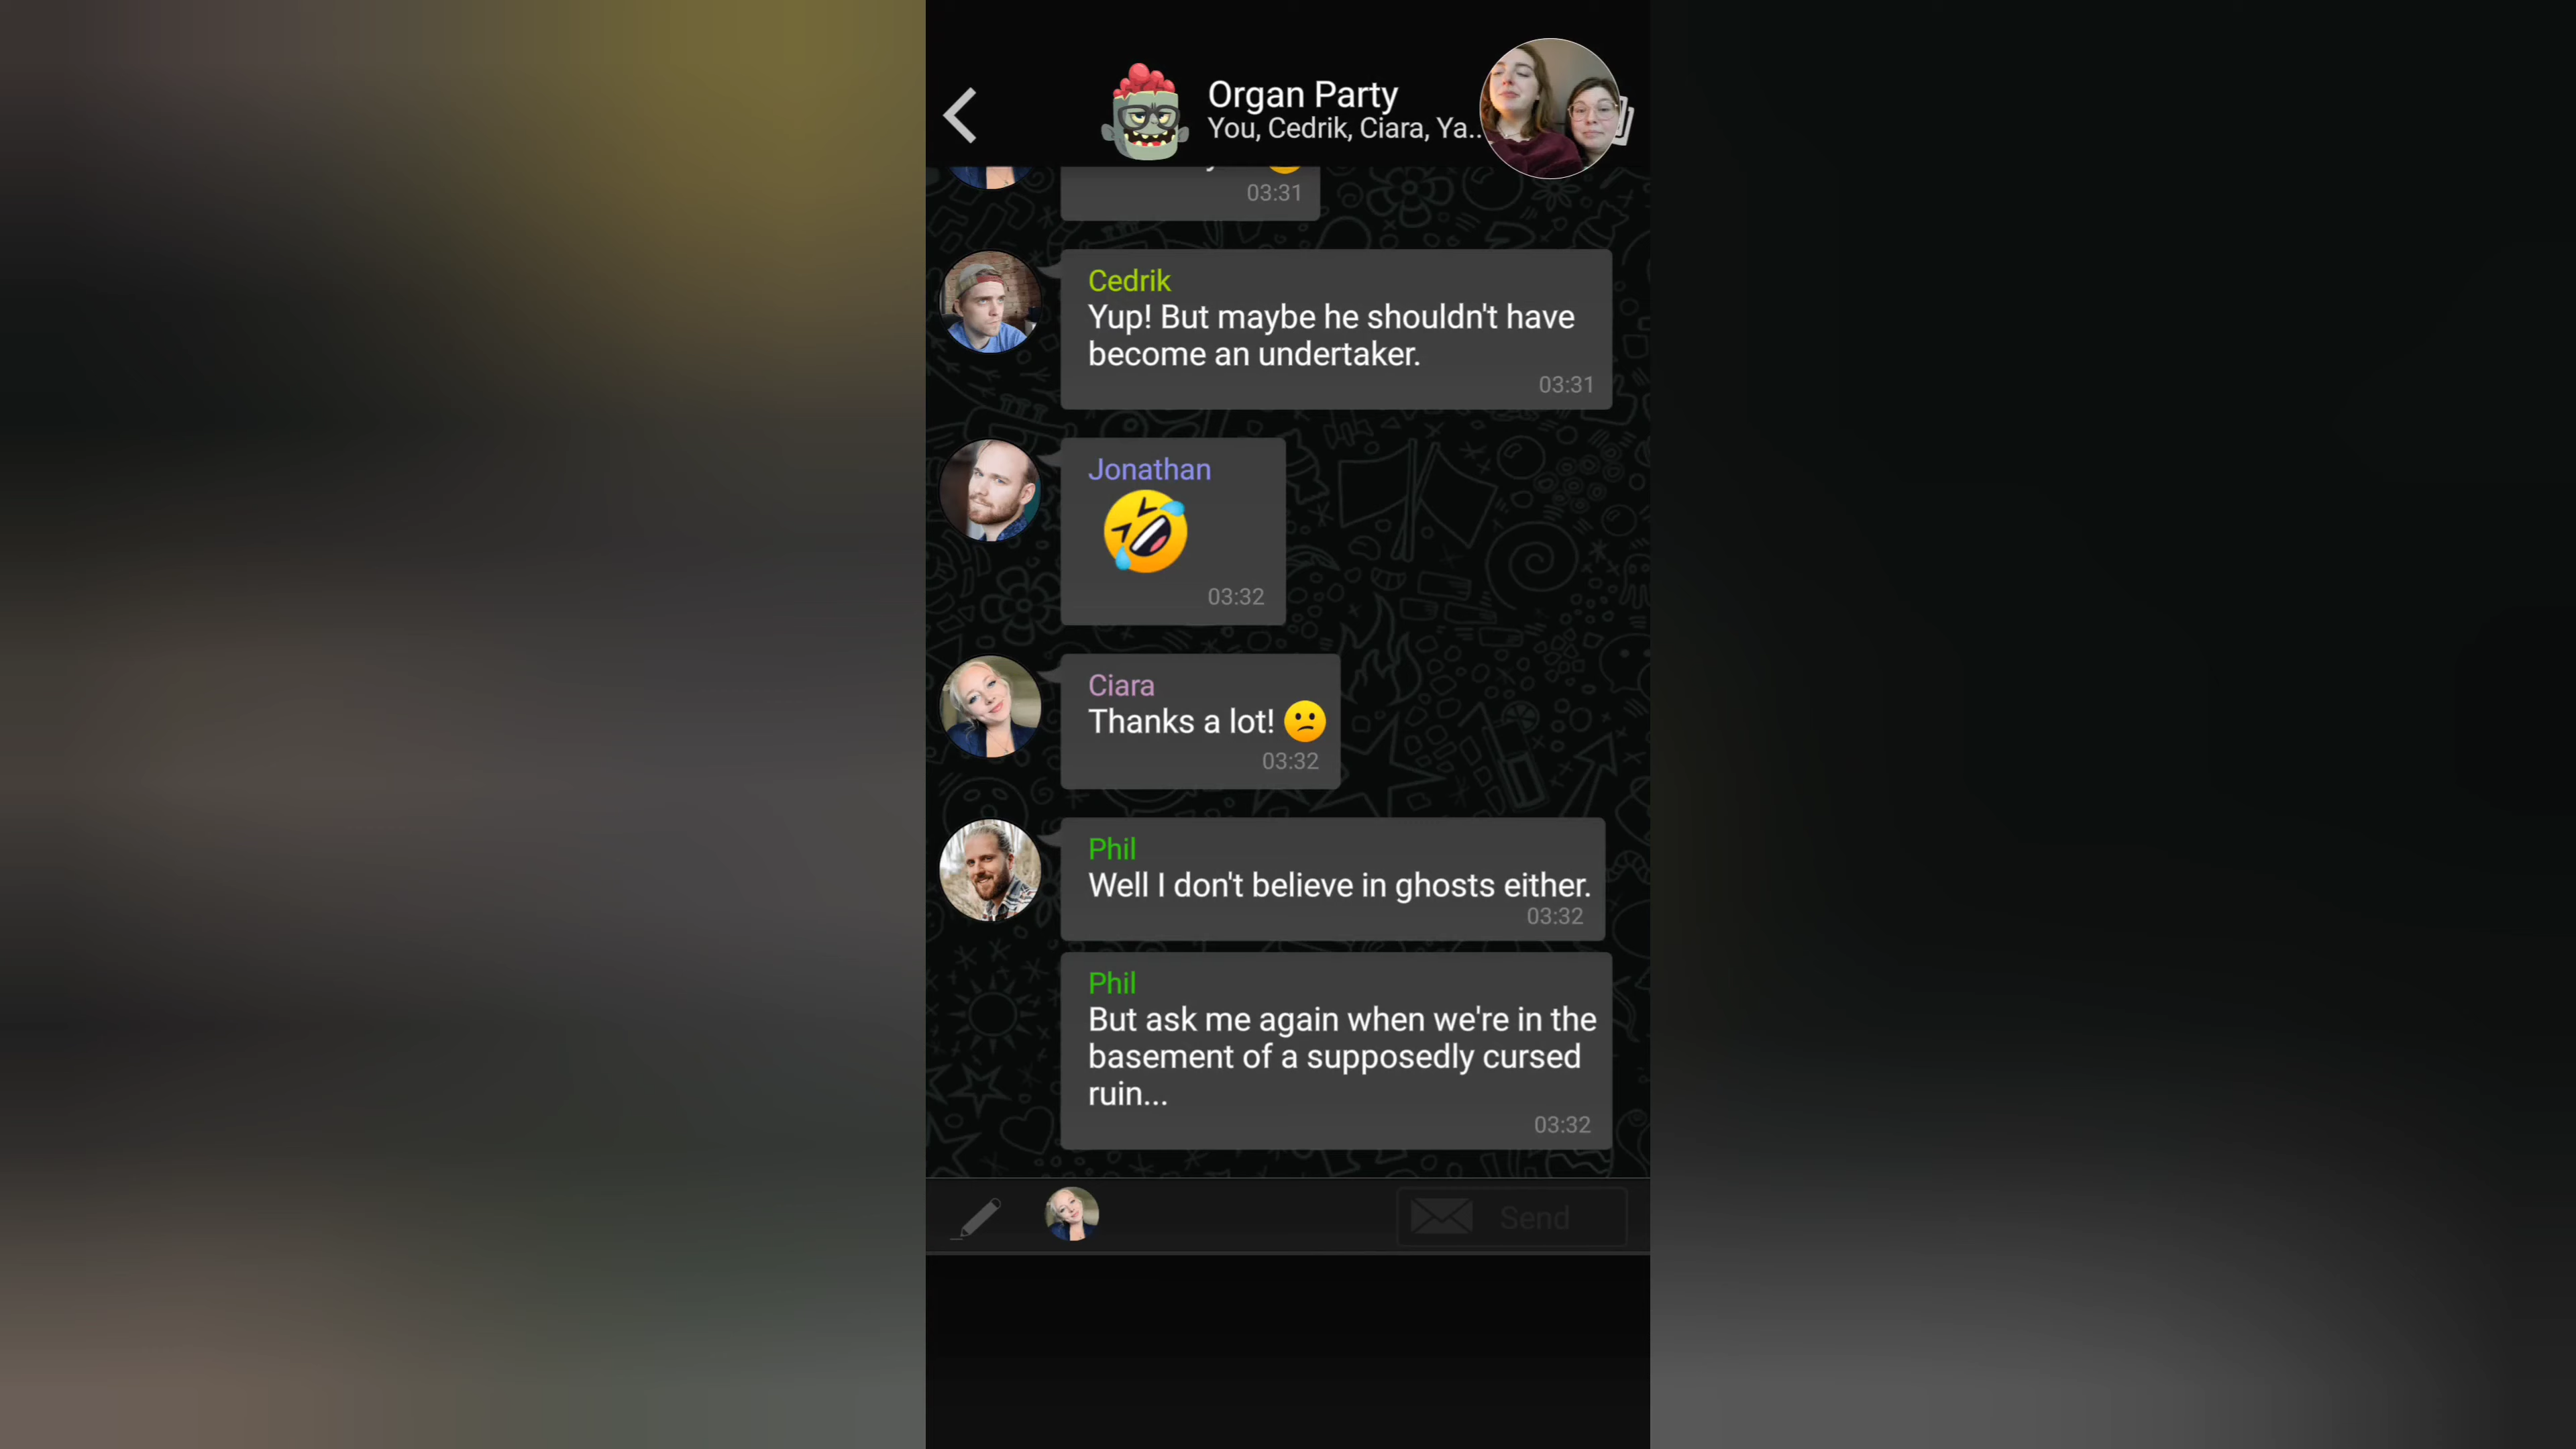 Organ Party
You, Cedrik, Ciara, Ya..
03:31
Cedrik
Yup! But maybe he shouldn't have
become an undertaker.
03:31
Jonathan
03:32
Ciara
Thanks a lot!
03:32
Phil
Well I don't believe in ghosts either.
03:32
Phil
But ask me again when we're in the
basement of a supposedly cursed
ruin...
03:32
Send